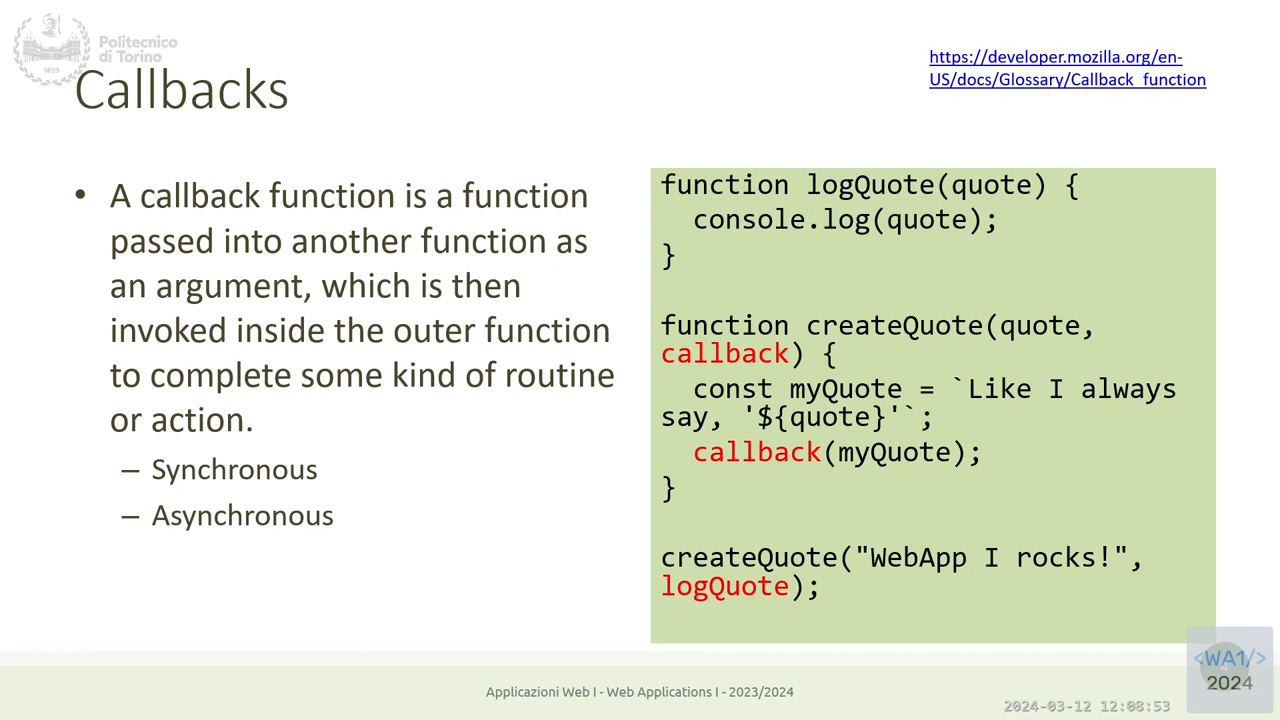 Politecnico
di Torino
1859
Callbacks
https://developer.mozilla.org/en-
US/docs/Glossary/Callback_function
• A callback function is a function
passed into another function as
an argument, which is then
invoked inside the outer function
to complete some kind of routine
or action.
– Synchronous
– Asynchronous
function logQuote(quote) {
  console.log(quote);
}
function createQuote(quote,
callback) {
  const myQuote = `Like I always
say, '${quote}'`;
  callback(myQuote);
}
createQuote("WebApp I rocks!",
logQuote);
Applicazioni Web I - Web Applications I - 2023/2024
<WA1/>
4
2024
2024-03-12 12:08:53